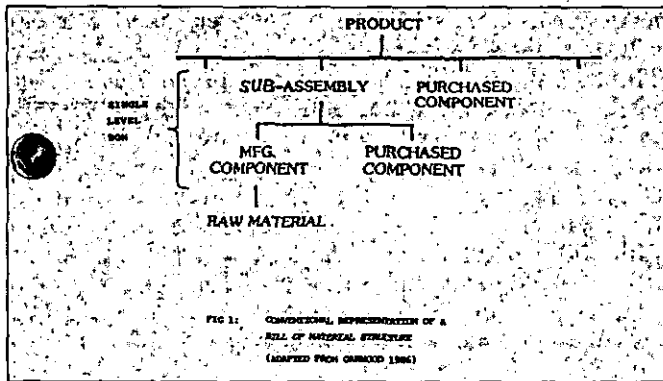 PRODUCT
SUB-ASSEMBLY
PURCHASED
COMPONENT
SINGLE
LEVEL
BOM
MFG.
COMPONENT
PURCHASED
COMPONENT
RAW MATERIAL
FIG 1: CONVENTIONAL REPRESENTATION OF A
BILL OF MATERIAL STRUCTURE
(ADAPTED FROM GARWOOD 1986)